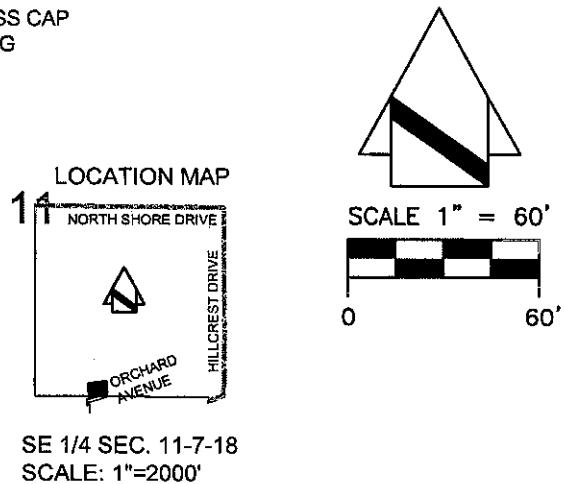 SS CAP
G
LOCATION MAP
11
NORTH SHORE DRIVE
HILLCREST DRIVE
ORCHARD
AVENUE
SE 1/4 SEC. 11-7-18
SCALE: 1"=2000'
SCALE 1" = 60'
0 60'